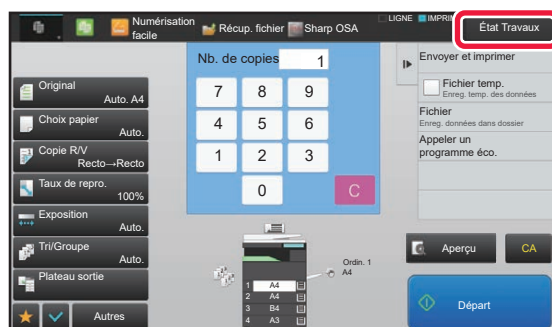 Numérisation
facile
Récup. fichier
Sharp OSA
LIGNE
État Travaux
Original
Auto. A4
Choix papier
Auto.
Copie R/V
Recto→Recto
Taux de repro.
100%
Exposition
Auto.
Tri/Groupe
Auto.
Plateau sortie
Autres
Nb. de copies
1
7 8 9
4 5 6
1 2 3
0 C
Ordin. 1
A4
1 A4
2 A4
3 B4
4 A3
Envoyer et imprimer
Fichier temp.
Enreg. temp. des données
Fichier
Enreg. données dans dossier
Appeler un
programme éco.
Aperçu
CA
Départ